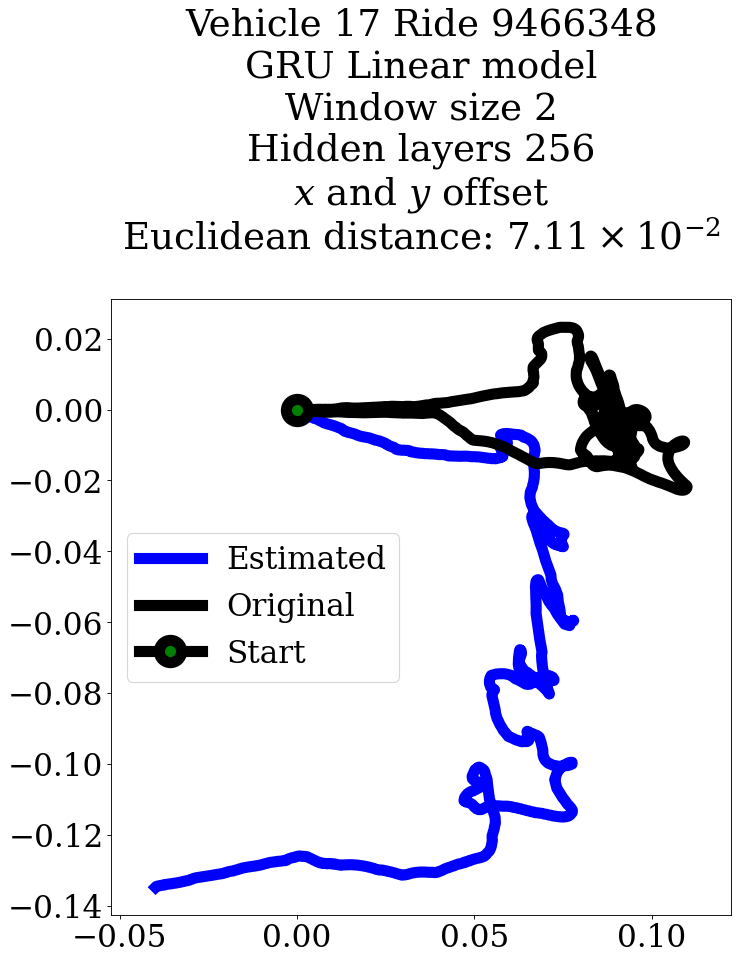 Vehicle 17 Ride 9466348
GRU Linear model
Window size 2
Hidden layers 256
x and y offset
Euclidean distance: 7.11 × 10⁻²
0.02
0.00
−0.02
−0.04
−0.06
−0.08
−0.10
−0.12
−0.14
Estimated
Original
Start
−0.05 0.00 0.05 0.10